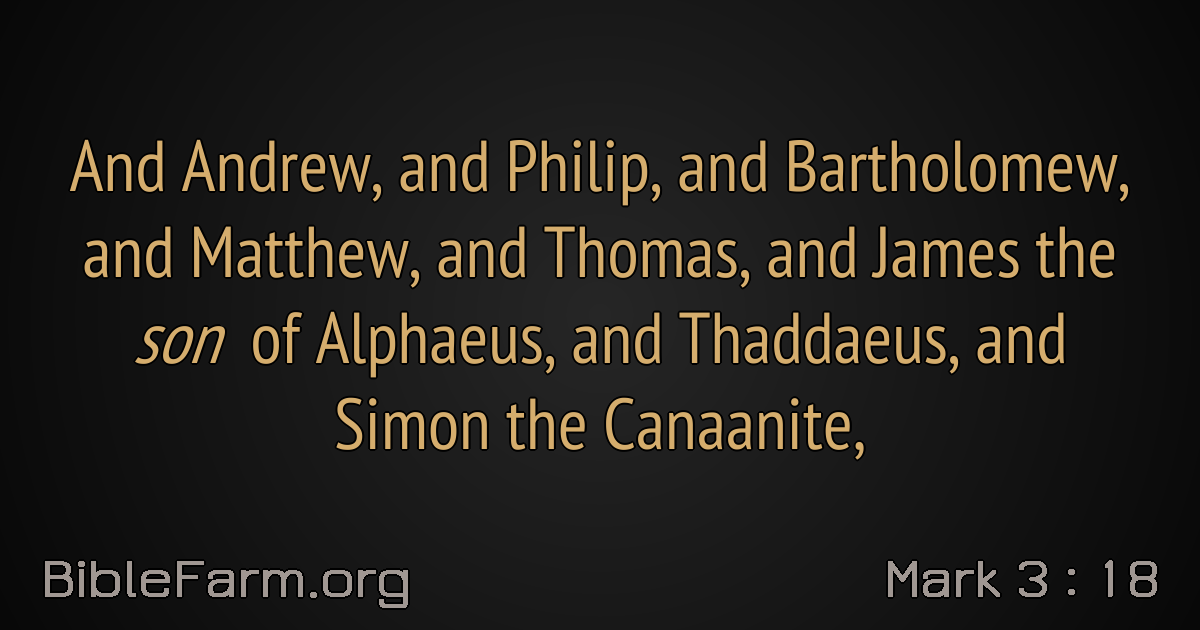 And Andrew, and Philip, and Bartholomew,
and Matthew, and Thomas, and James the
son of Alphaeus, and Thaddaeus, and
Simon the Canaanite,
BibleFarm.org
Mark 3 : 18